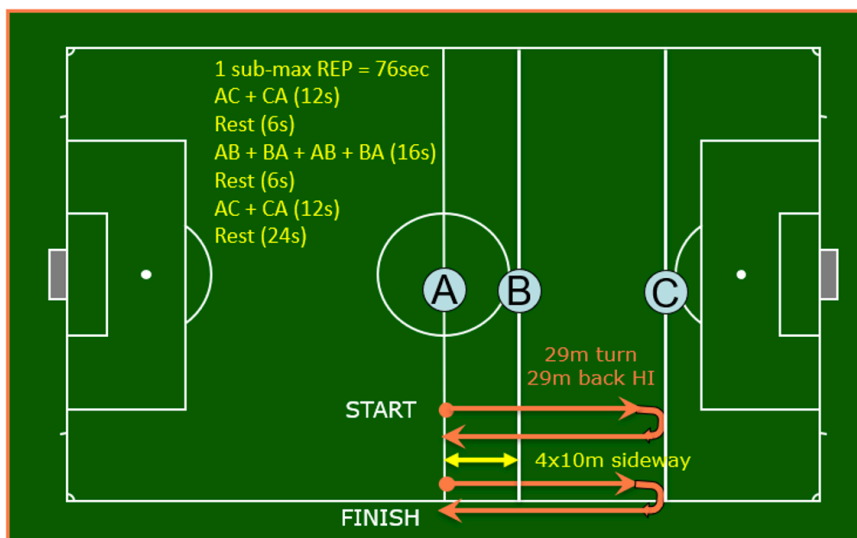 1 sub-max REP = 76sec
AC + CA (12s)
Rest (6s)
AB + BA + AB + BA (16s)
Rest (6s)
AC + CA (12s)
Rest (24s)
A
B
C
29m turn
29m back HI
START
4x10m sideway
FINISH